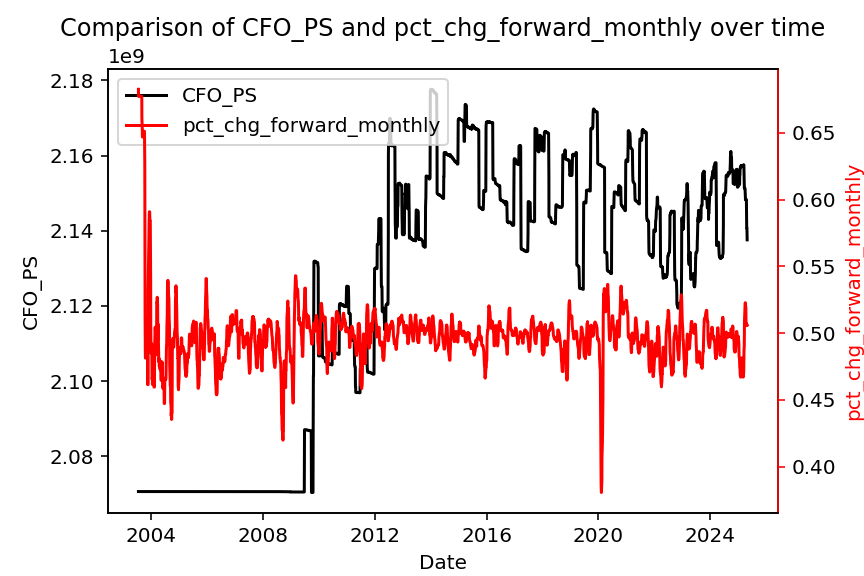 Comparison of CFO_PS and pct_chg_forward_monthly over time
1e9
CFO_PS
pct_chg_forward_monthly
2.18
2.16
2.14
2.12
2.10
2.08
CFO_PS
0.65
0.60
0.55
0.50
0.45
0.40
pct_chg_forward_monthly
2004
2008
2012
2016
2020
2024
Date